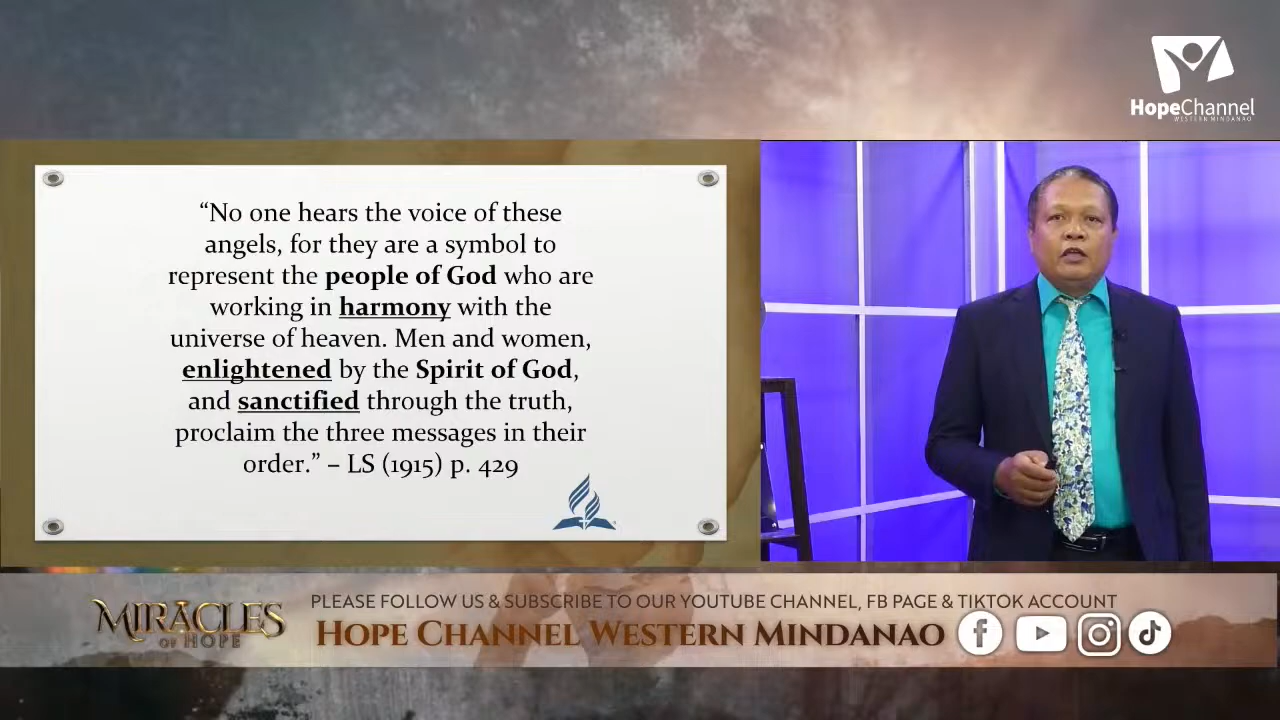 HopeChannel
WESTERN MINDANAO
“No one hears the voice of these
angels, for they are a symbol to
represent the people of God who are
working in harmony with the
universe of heaven. Men and women,
enlightened by the Spirit of God,
and sanctified through the truth,
proclaim the three messages in their
order.” – LS (1915) p. 429
MIRACLES
OF HOPE
PLEASE FOLLOW US & SUBSCRIBE TO OUR YOUTUBE CHANNEL, FB PAGE & TIKTOK ACCOUNT
HOPE CHANNEL WESTERN MINDANAO